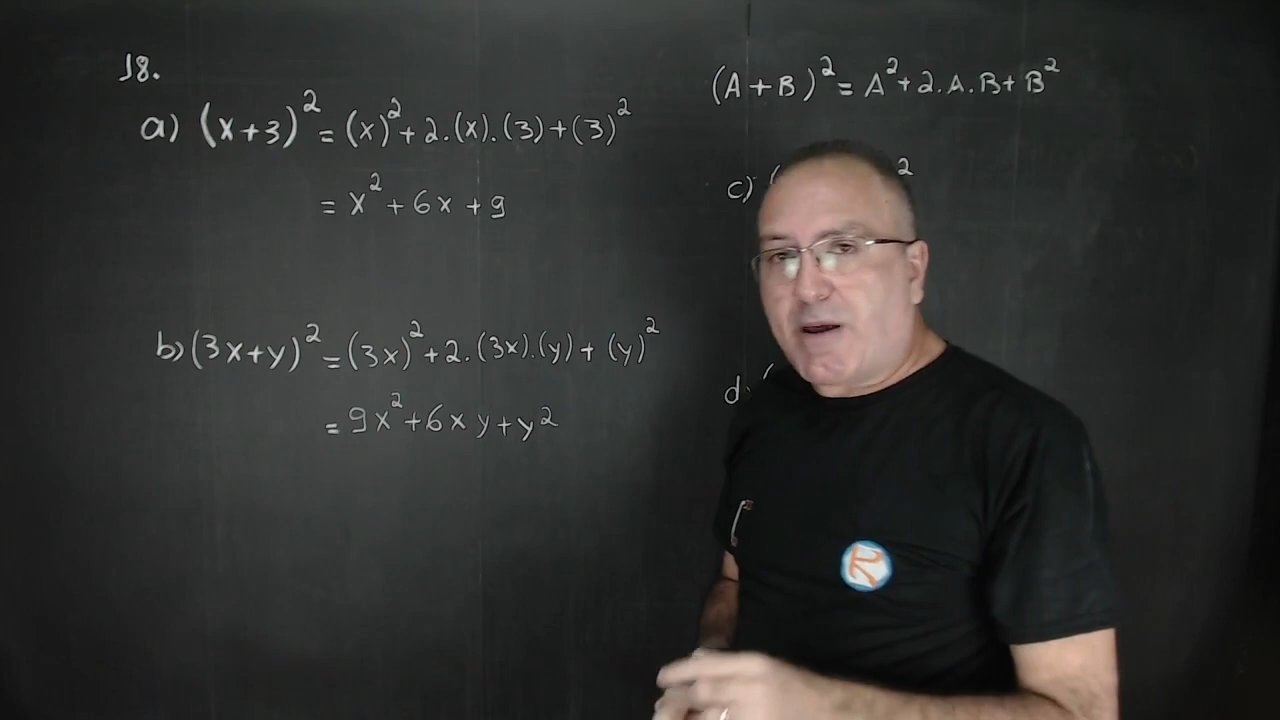 18.
a) (x+3)² = (x)² + 2.(x).(3) + (3)²
= x² + 6x + 9
b) (3x+y)² = (3x)² + 2.(3x).(y) + (y)²
= 9x² + 6xy + y²
(A+B)² = A² + 2.A.B + B²
c) ( ²
d) (
π